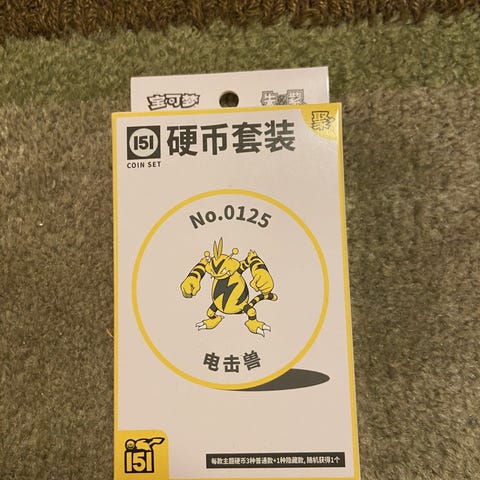 宝可梦
151 硬币套装
聚
COIN SET
No.0125
电击兽
151
每款主题硬币3种普通款+1种隐藏款, 随机获得1个